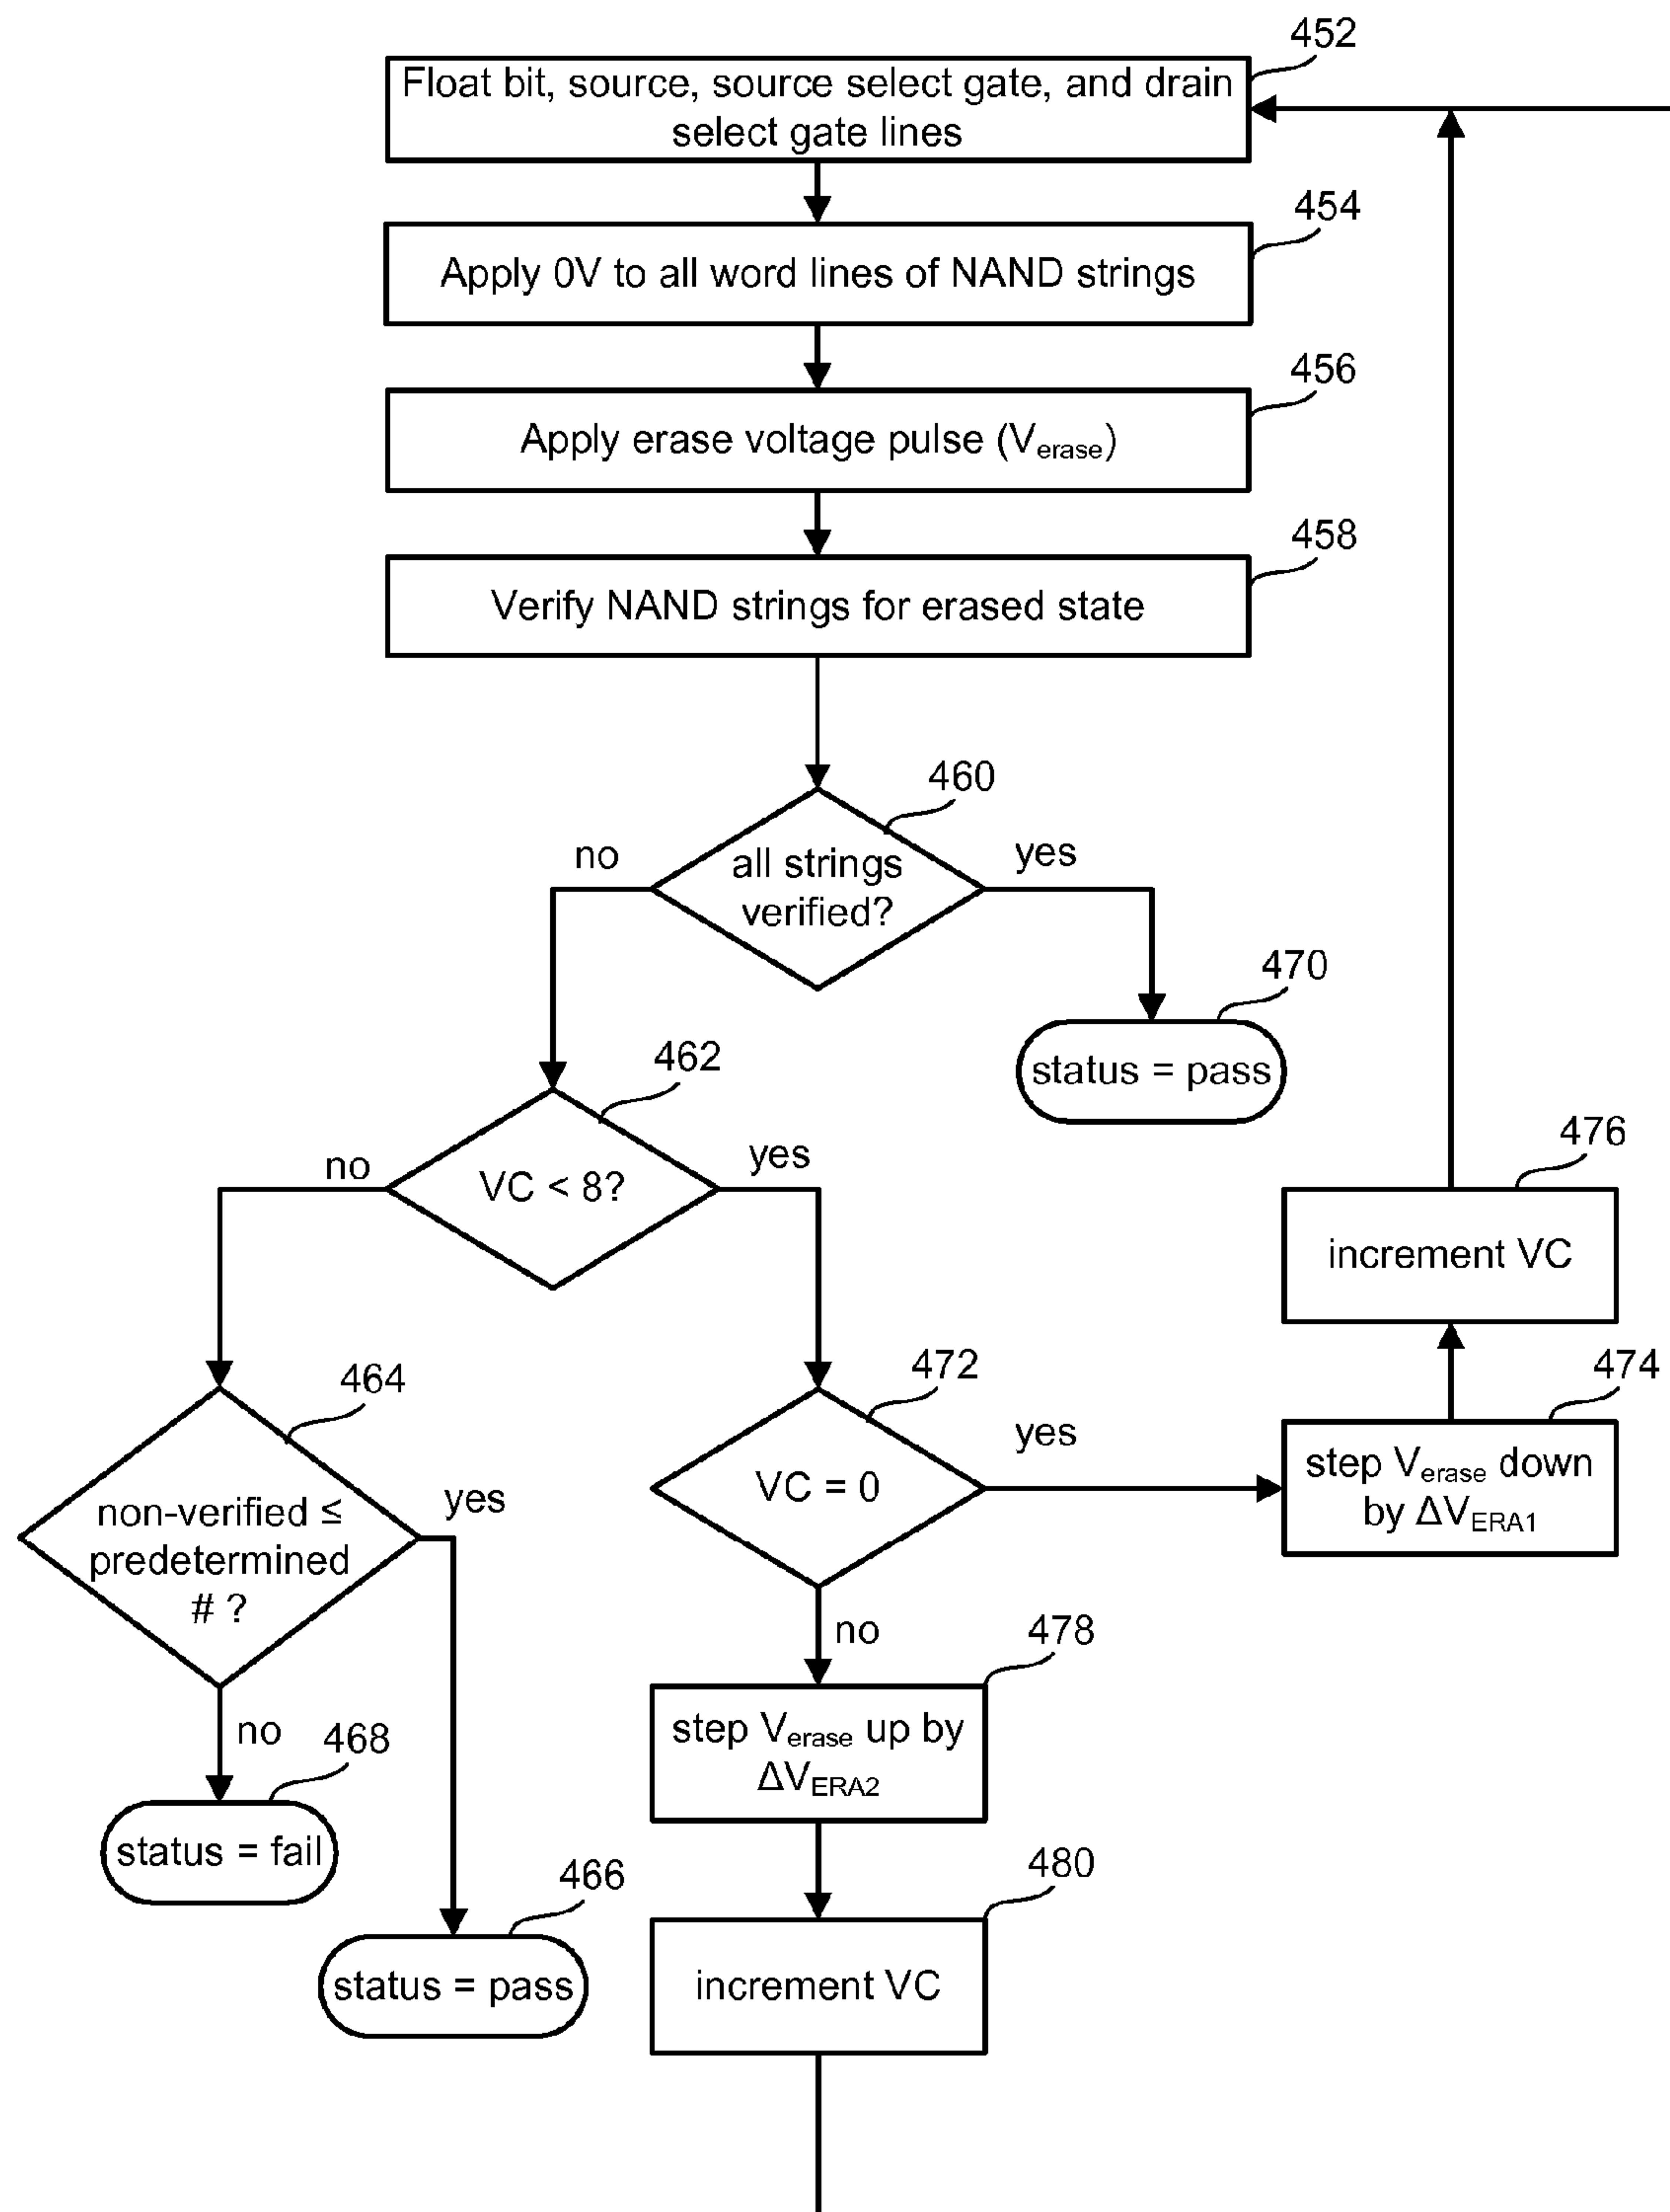 452
Float bit, source, source select gate, and drain
select gate lines
454
Apply 0V to all word lines of NAND strings
456
Apply erase voltage pulse (Verase)
458
Verify NAND strings for erased state
460
all strings
verified?
no
yes
470
status = pass
462
VC < 8?
no
yes
476
increment VC
464
non-verified ≤
predetermined
# ?
yes
472
VC = 0
yes
474
step Verase down
by ΔVERA1
no
468
status = fail
466
status = pass
no
478
step Verase up by
ΔVERA2
480
increment VC